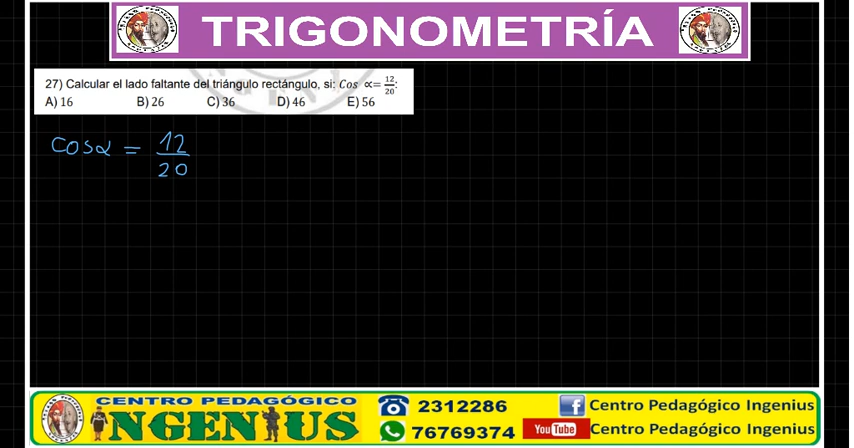 TRIGONOMETRÍA
27) Calcular el lado faltante del triángulo rectángulo, si: Cos ∝= 12/20:
A) 16 B) 26 C) 36 D) 46 E) 56
cosα = 12/20
CENTRO PEDAGÓGICO
INGENIUS
2312286
76769374
Centro Pedagógico Ingenius
YouTube Centro Pedagógico Ingenius